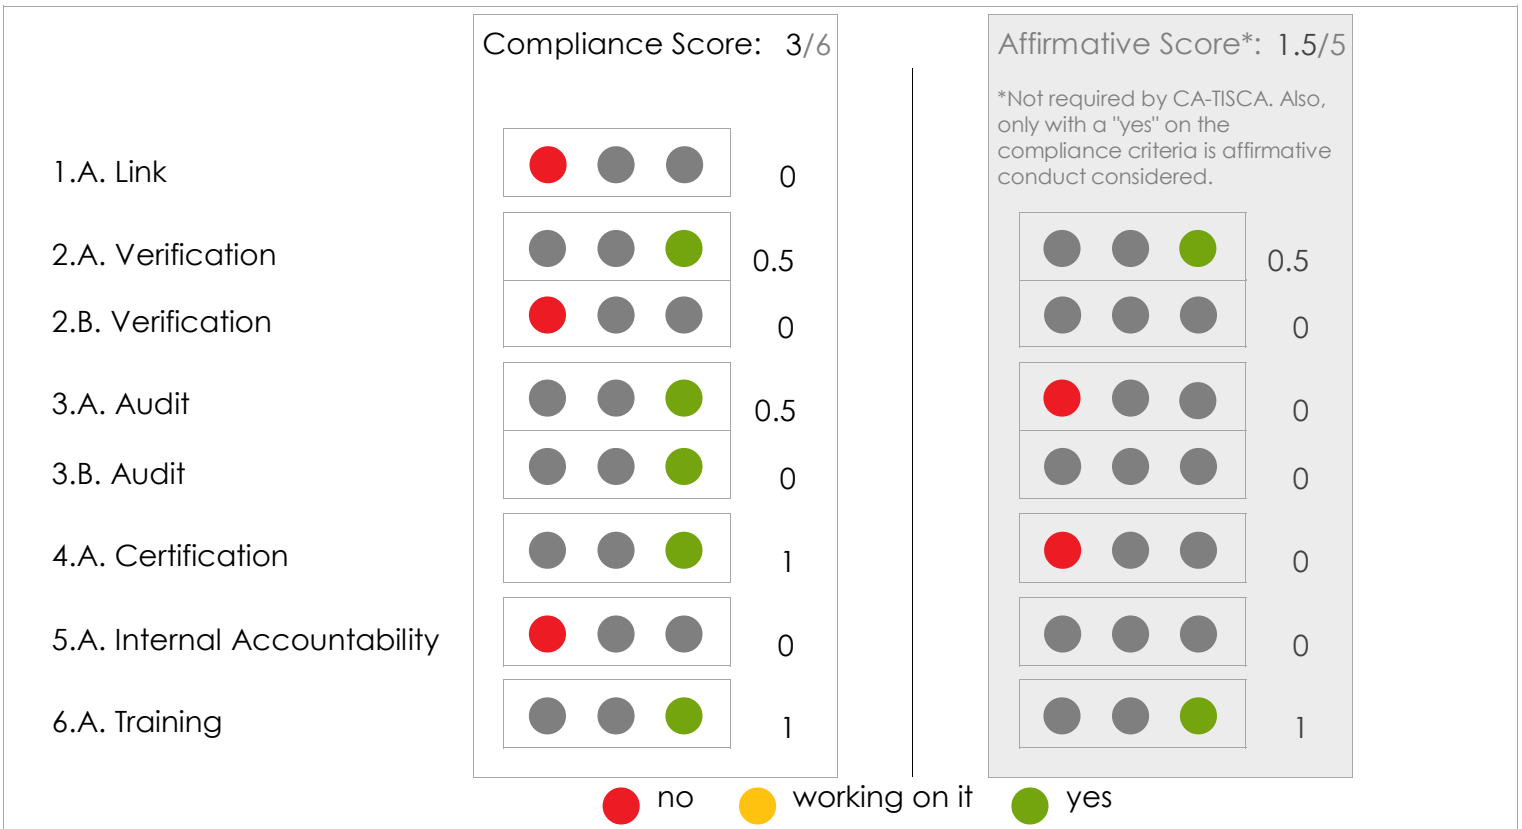 Compliance Score: 3/6
Affirmative Score*: 1.5/5
*Not required by CA-TISCA. Also,
only with a "yes" on the
compliance criteria is affirmative
conduct considered.
1.A. Link 0
2.A. Verification 0.5 0.5
2.B. Verification 0 0
3.A. Audit 0.5 0
3.B. Audit 0 0
4.A. Certification 1 0
5.A. Internal Accountability 0 0
6.A. Training 1 1
no working on it yes